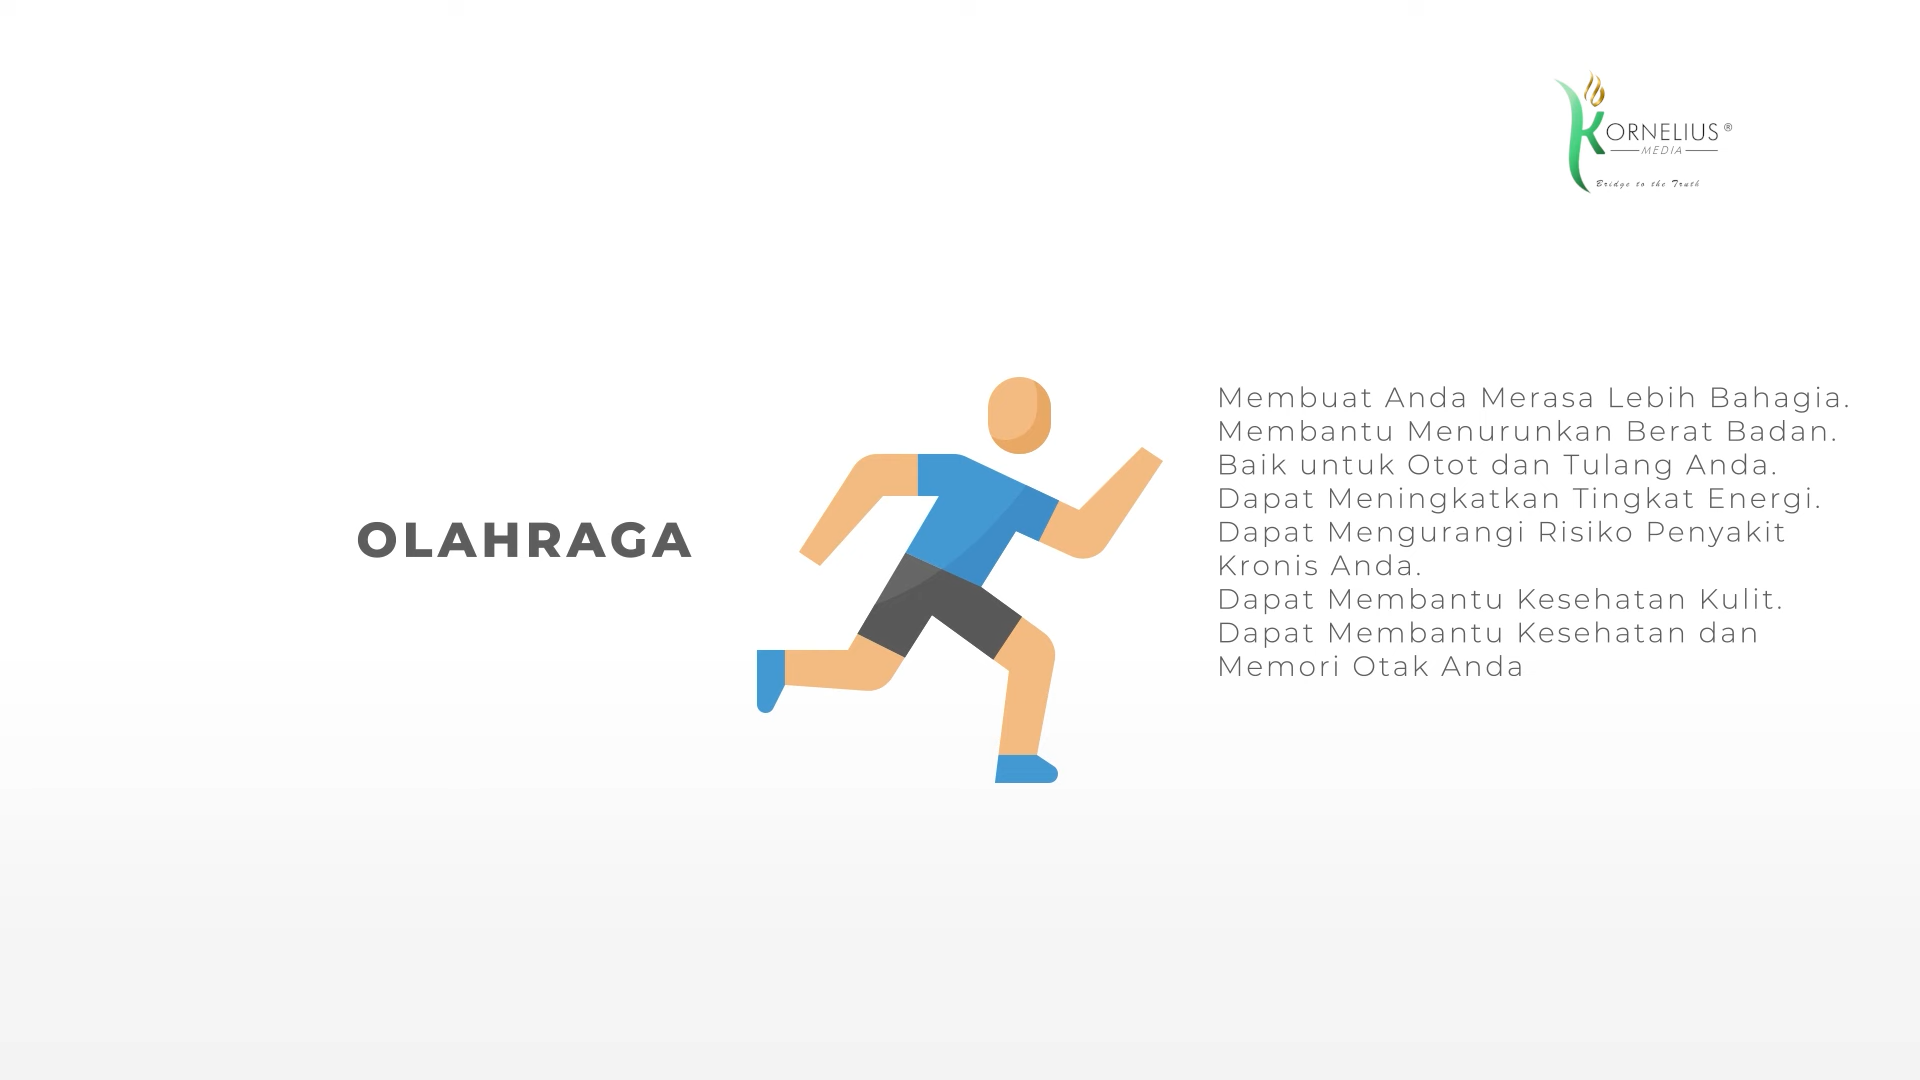 KORNELIUS®
MEDIA
Bridge to the Truth
OLAHRAGA
Membuat Anda Merasa Lebih Bahagia.
Membantu Menurunkan Berat Badan.
Baik untuk Otot dan Tulang Anda.
Dapat Meningkatkan Tingkat Energi.
Dapat Mengurangi Risiko Penyakit
Kronis Anda.
Dapat Membantu Kesehatan Kulit.
Dapat Membantu Kesehatan dan
Memori Otak Anda